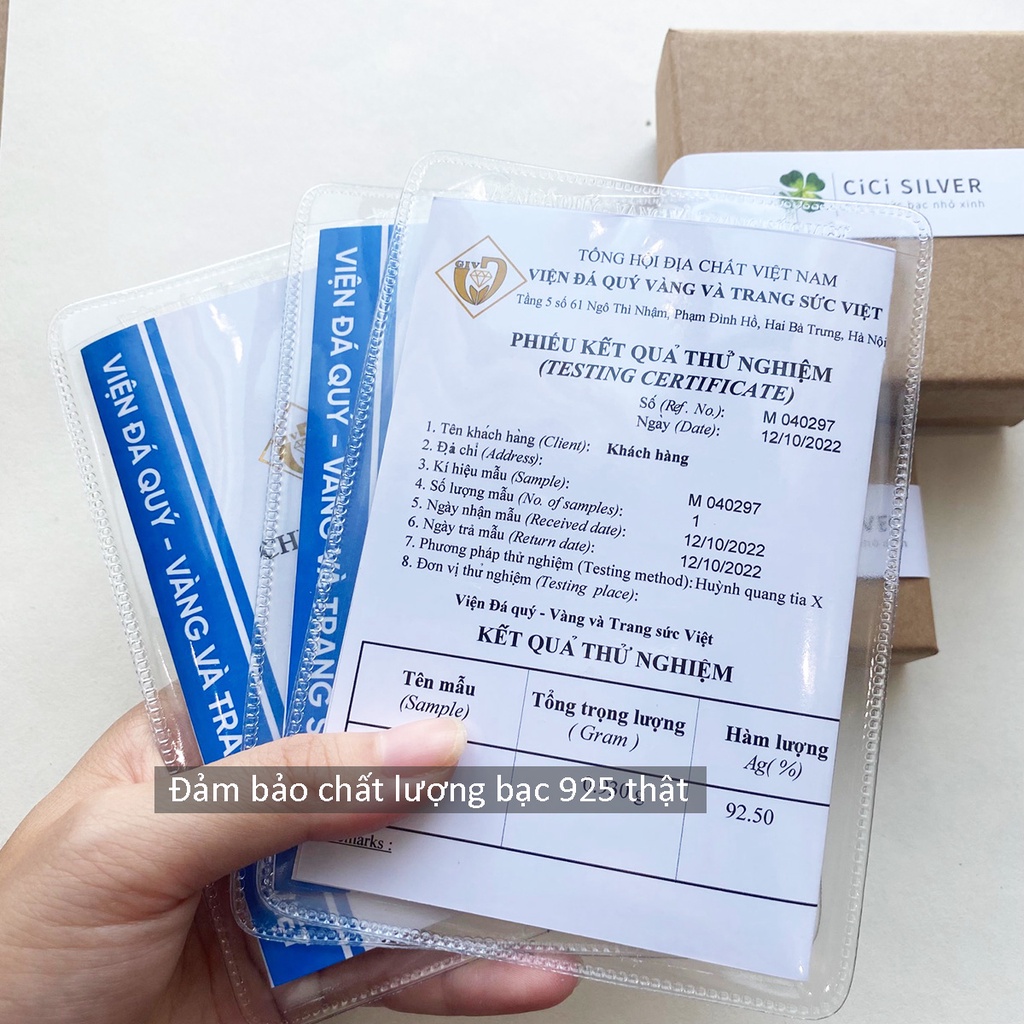 CiCi SILVER
bạc nhỏ xinh
GIV
TỔNG HỘI ĐỊA CHẤT VIỆT NAM
VIỆN ĐÁ QUÝ VÀNG VÀ TRANG SỨC VIỆT
Tầng 5 số 61 Ngô Thì Nhậm, Phạm Đình Hồ, Hai Bà Trưng, Hà Nội
PHIẾU KẾT QUẢ THỬ NGHIỆM
(TESTING CERTIFICATE)
Số (Ref. No.): M 040297
Ngày (Date): 12/10/2022
1. Tên khách hàng (Client): Khách hàng
2. Địa chỉ (Address):
3. Kí hiệu mẫu (Sample): M 040297
4. Số lượng mẫu (No. of samples): 1
5. Ngày nhận mẫu (Received date): 12/10/2022
6. Ngày trả mẫu (Return date): 12/10/2022
7. Phương pháp thử nghiệm (Testing method): Huỳnh quang tia X
8. Đơn vị thử nghiệm (Testing place):
Viện Đá quý - Vàng và Trang sức Việt
KẾT QUẢ THỬ NGHIỆM
Tên mẫu Tổng trọng lượng Hàm lượng
(Sample) ( Gram ) Ag( %)
92.50
Đảm bảo chất lượng bạc 925 thật
VIỆN ĐÁ QUÝ - VÀNG VÀ TRANG S
VIỆN ĐÁ QUÝ - VÀNG VÀ TRA